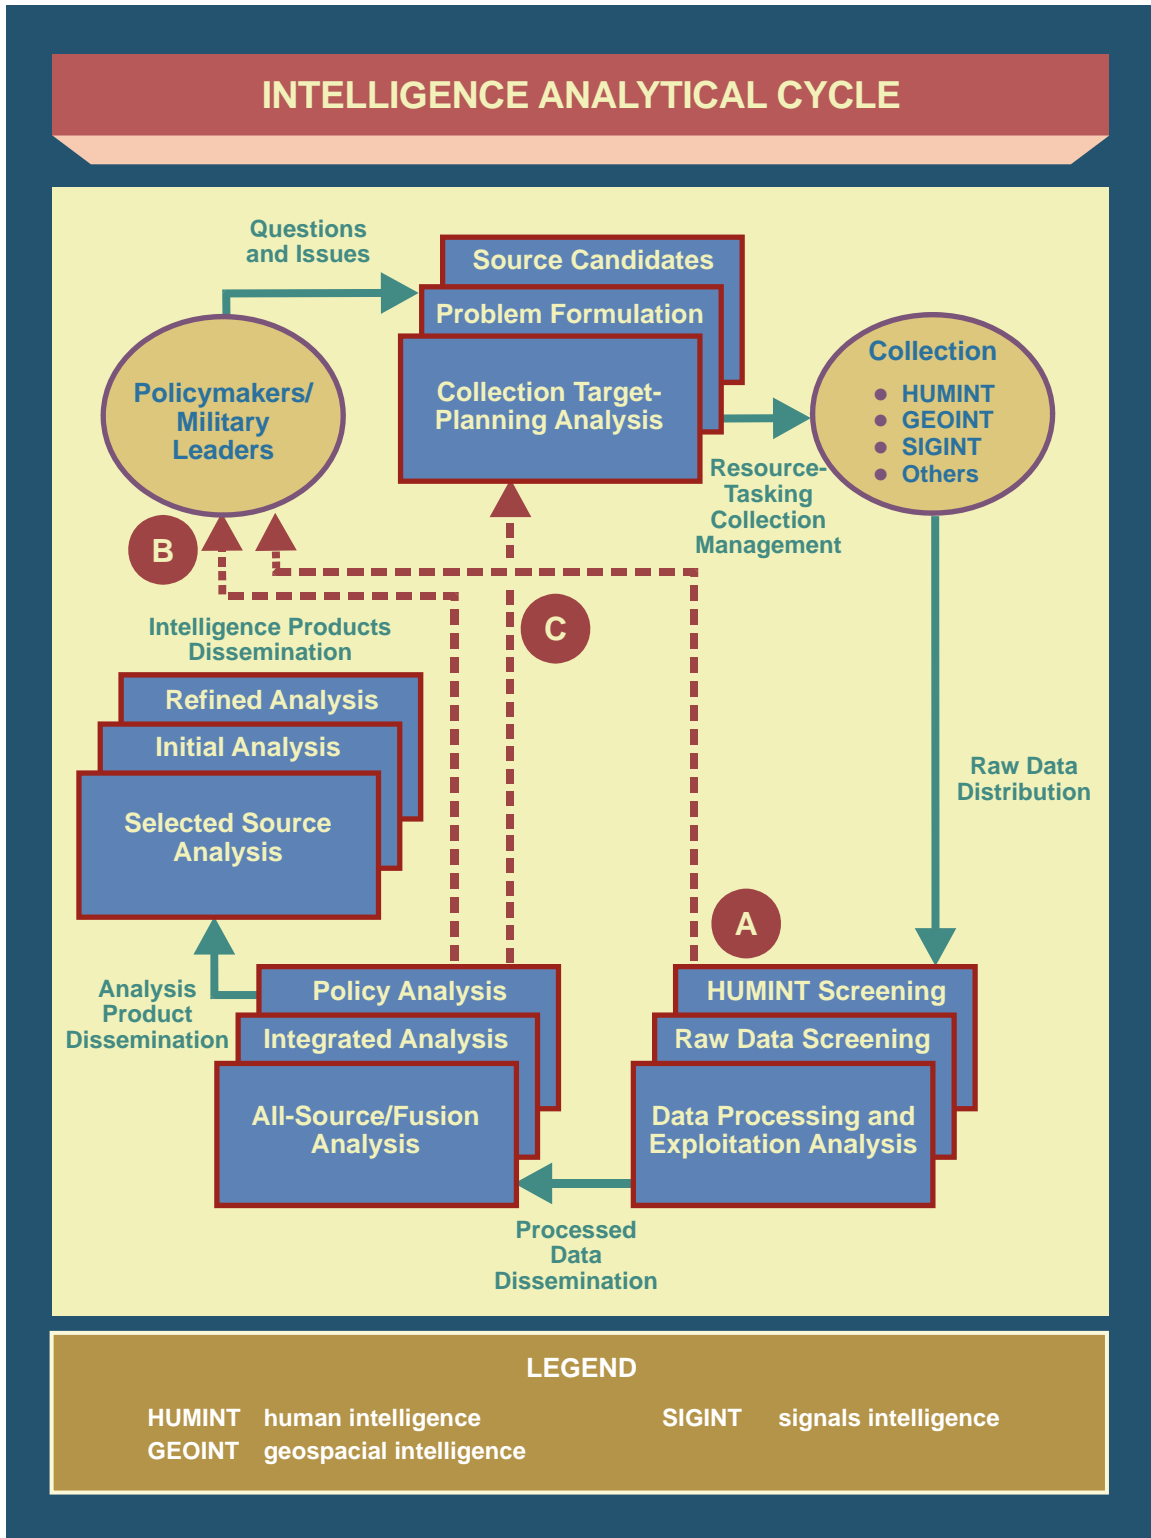 INTELLIGENCE ANALYTICAL CYCLE
Questions
and Issues
Source Candidates
Problem Formulation
Collection Target-
Planning Analysis
Policymakers/
Military
Leaders
Collection
HUMINT
GEOINT
SIGINT
Others
Resource-
Tasking
Collection
Management
B
C
Intelligence Products
Dissemination
Refined Analysis
Initial Analysis
Selected Source
Analysis
Raw Data
Distribution
A
Analysis
Product
Dissemination
Policy Analysis
Integrated Analysis
All-Source/Fusion
Analysis
HUMINT Screening
Raw Data Screening
Data Processing and
Exploitation Analysis
Processed
Data
Dissemination
LEGEND
HUMINT human intelligence
GEOINT geospacial intelligence
SIGINT signals intelligence